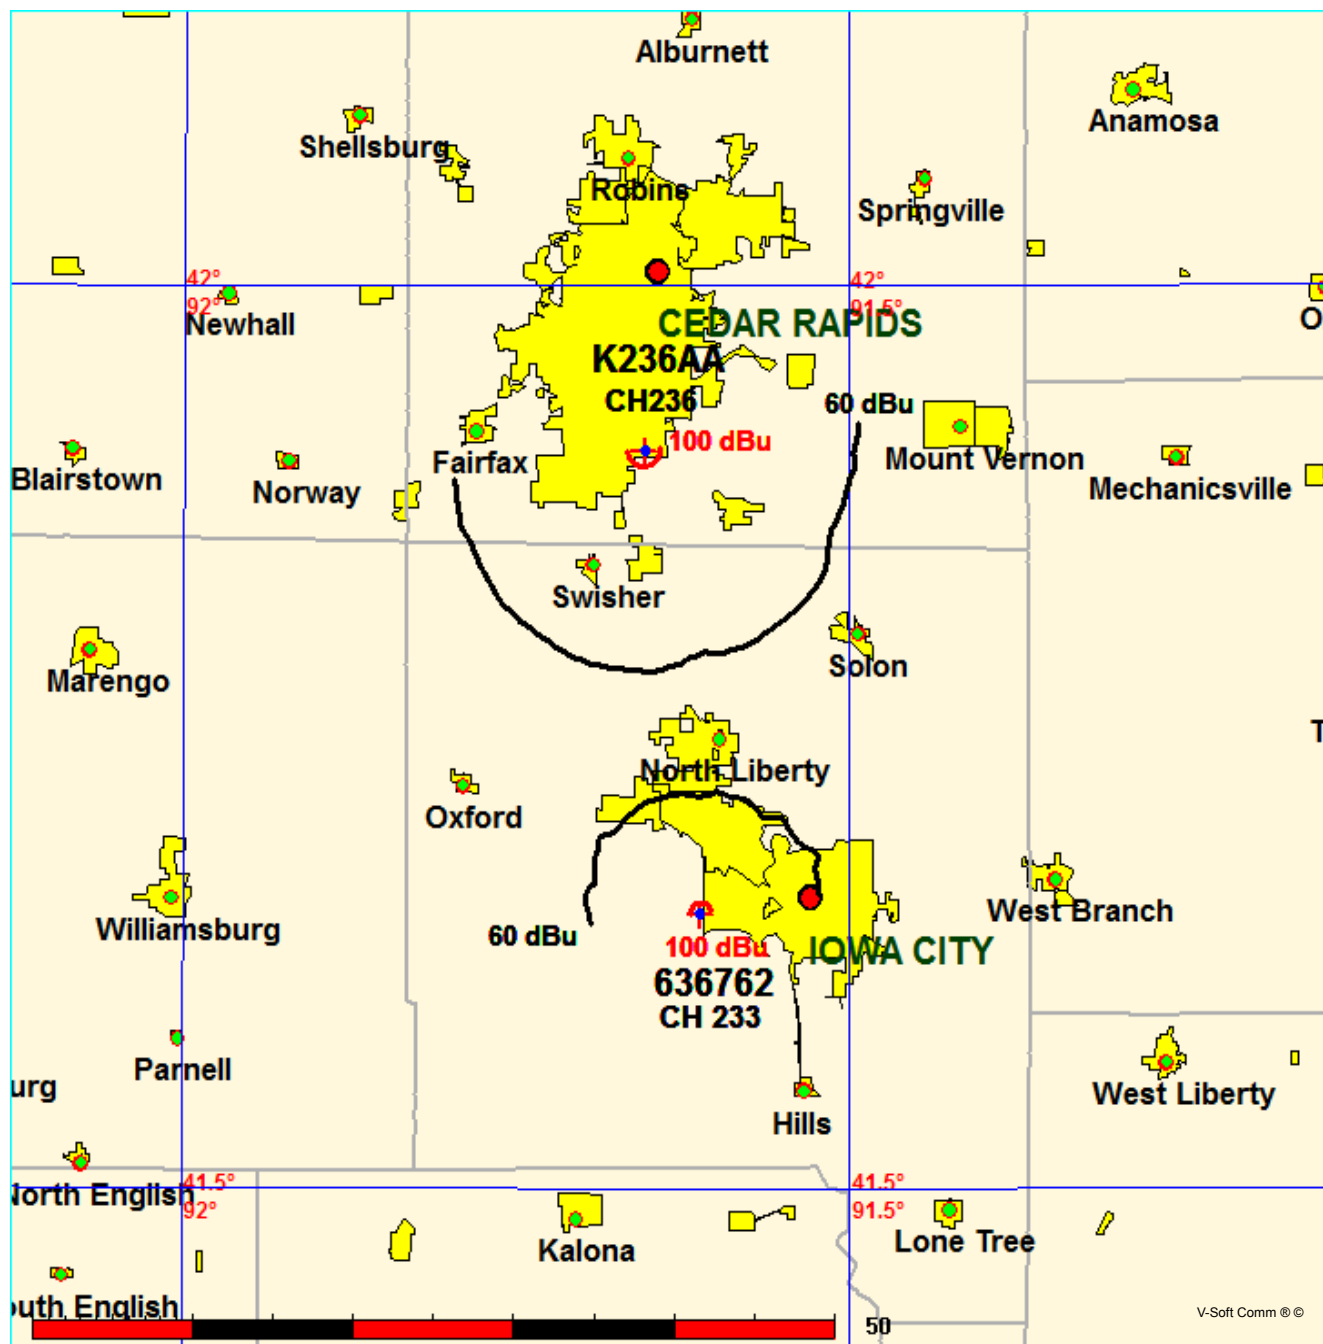 Alburnett
Anamosa
Shellsburg
Robins
Springville
42°
92°
42°
91.5°
Newhall
O
CEDAR RAPIDS
K236AA
CH236
60 dBu
100 dBu
Fairfax
Mount Vernon
Blairstown
Norway
Mechanicsville
Swisher
Solon
Marengo
T
North Liberty
Oxford
West Branch
Williamsburg
60 dBu
100 dBu
IOWA CITY
636762
CH 233
Parnell
urg
West Liberty
Hills
North English
41.5°
92°
41.5°
91.5°
Kalona
Lone Tree
outh English
50
V-Soft Comm ® ©